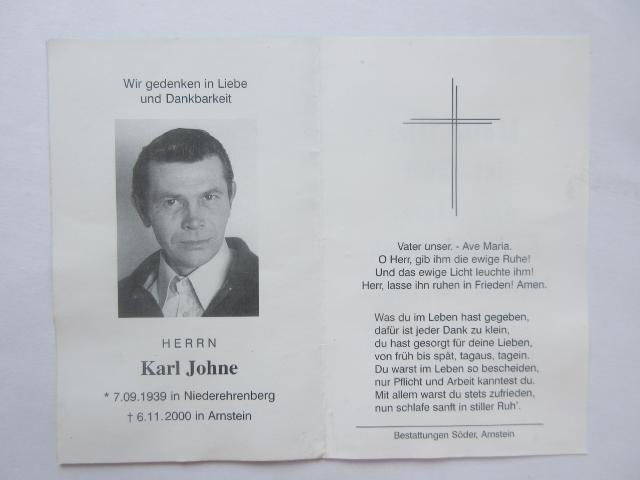 Wir gedenken in Liebe
und Dankbarkeit
HERRN
Karl Johne
* 7.09.1939 in Niederehrenberg
† 6.11.2000 in Arnstein
Vater unser. - Ave Maria.
O Herr, gib ihm die ewige Ruhe!
Und das ewige Licht leuchte ihm!
Herr, lasse ihn ruhen in Frieden! Amen.
Was du im Leben hast gegeben,
dafür ist jeder Dank zu klein,
du hast gesorgt für deine Lieben,
von früh bis spät, tagaus, tagein.
Du warst im Leben so bescheiden,
nur Pflicht und Arbeit kanntest du.
Mit allem warst du stets zufrieden,
nun schlafe sanft in stiller Ruh'.
Bestattungen Söder, Arnstein